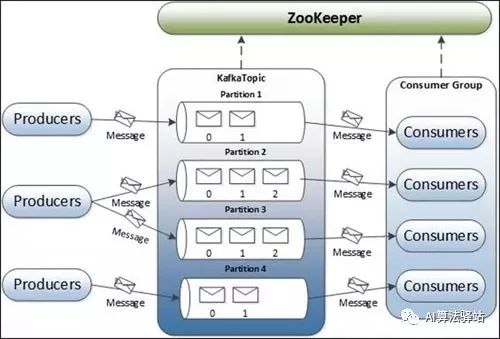 ZooKeeper
KafkaTopic
Consumer Group
Partition 1
Producers
Message
0 1
Message
Consumers
Partition 2
Message
0 1 2
Message
Consumers
Producers
Message
Partition 3
0 1 2
Message
Consumers
Partition 4
Producers
Message
0 1
Message
Consumers
AI算法驿站